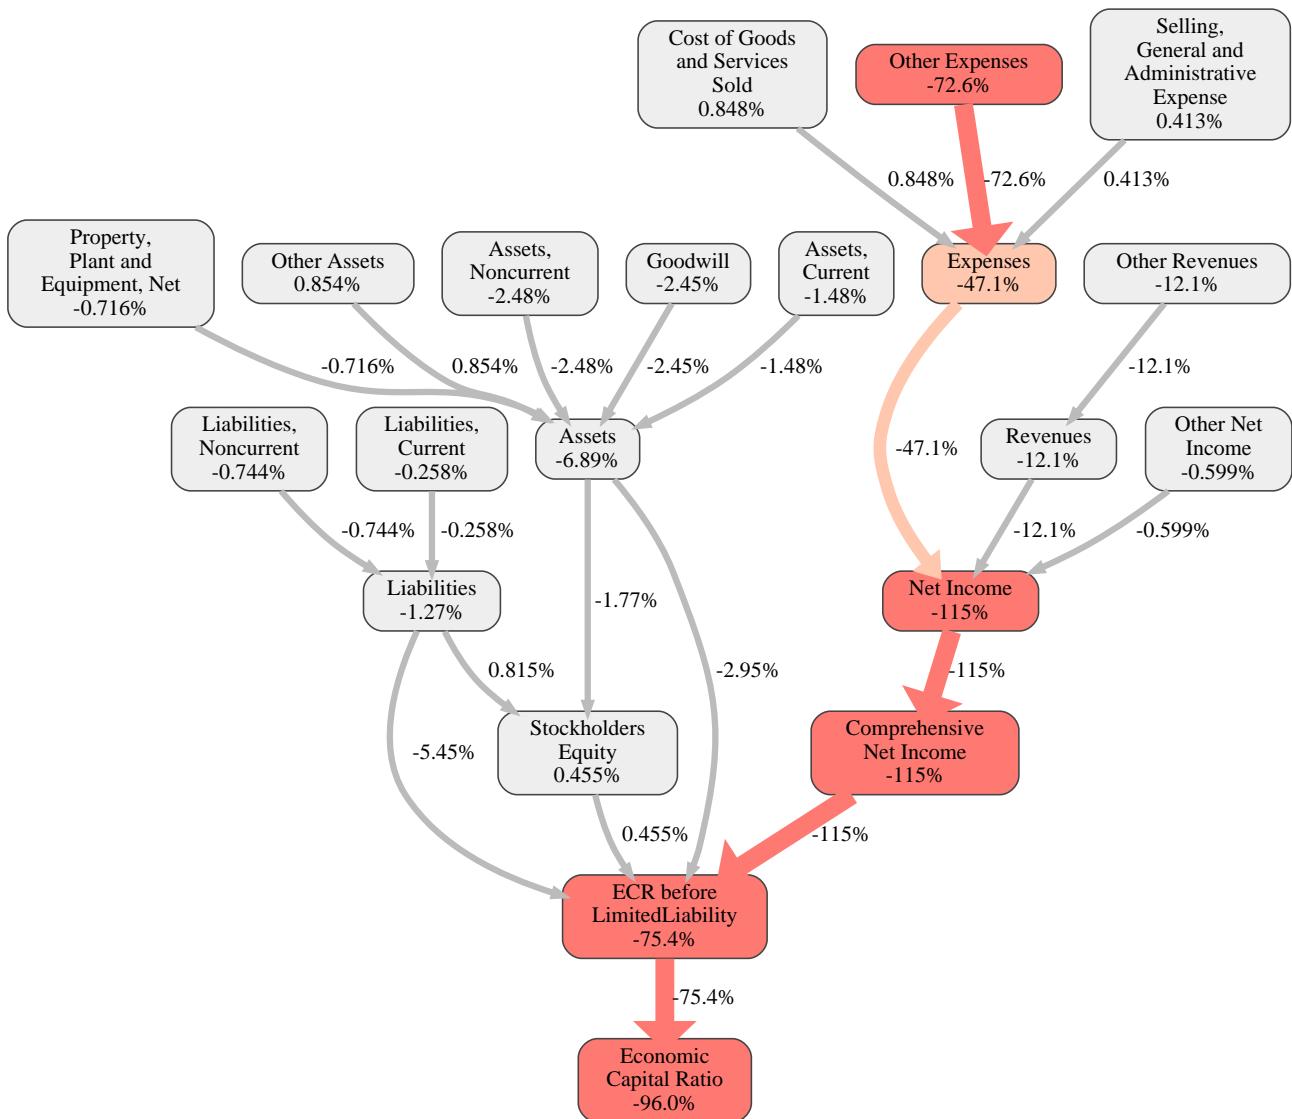 Cost of Goods
and Services
Sold
0.848%
Other Expenses
-72.6%
Selling,
General and
Administrative
Expense
0.413%
0.848%
-72.6%
0.413%
Property,
Plant and
Equipment, Net
-0.716%
Other Assets
0.854%
Assets,
Noncurrent
-2.48%
Goodwill
-2.45%
Assets,
Current
-1.48%
Expenses
-47.1%
Other Revenues
-12.1%
-0.716%
0.854%
-2.48%
-2.45%
-1.48%
-12.1%
Liabilities,
Noncurrent
-0.744%
Liabilities,
Current
-0.258%
Assets
-6.89%
-47.1%
Revenues
-12.1%
Other Net
Income
-0.599%
-0.744%
-0.258%
-12.1%
-0.599%
Liabilities
-1.27%
-1.77%
Net Income
-115%
0.815%
-2.95%
-115%
-5.45%
Stockholders
Equity
0.455%
Comprehensive
Net Income
-115%
0.455%
-115%
ECR before
LimitedLiability
-75.4%
-75.4%
Economic
Capital Ratio
-96.0%